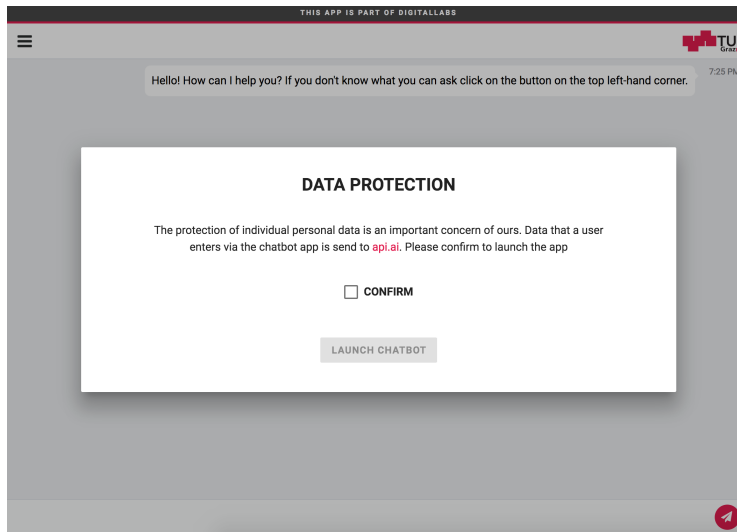 THIS APP IS PART OF DIGITALLABS
TU
Graz
Hello! How can I help you? If you don't know what you can ask click on the button on the top left-hand corner.
7:25 PM
DATA PROTECTION
The protection of individual personal data is an important concern of ours. Data that a user
enters via the chatbot app is send to api.ai. Please confirm to launch the app
CONFIRM
LAUNCH CHATBOT